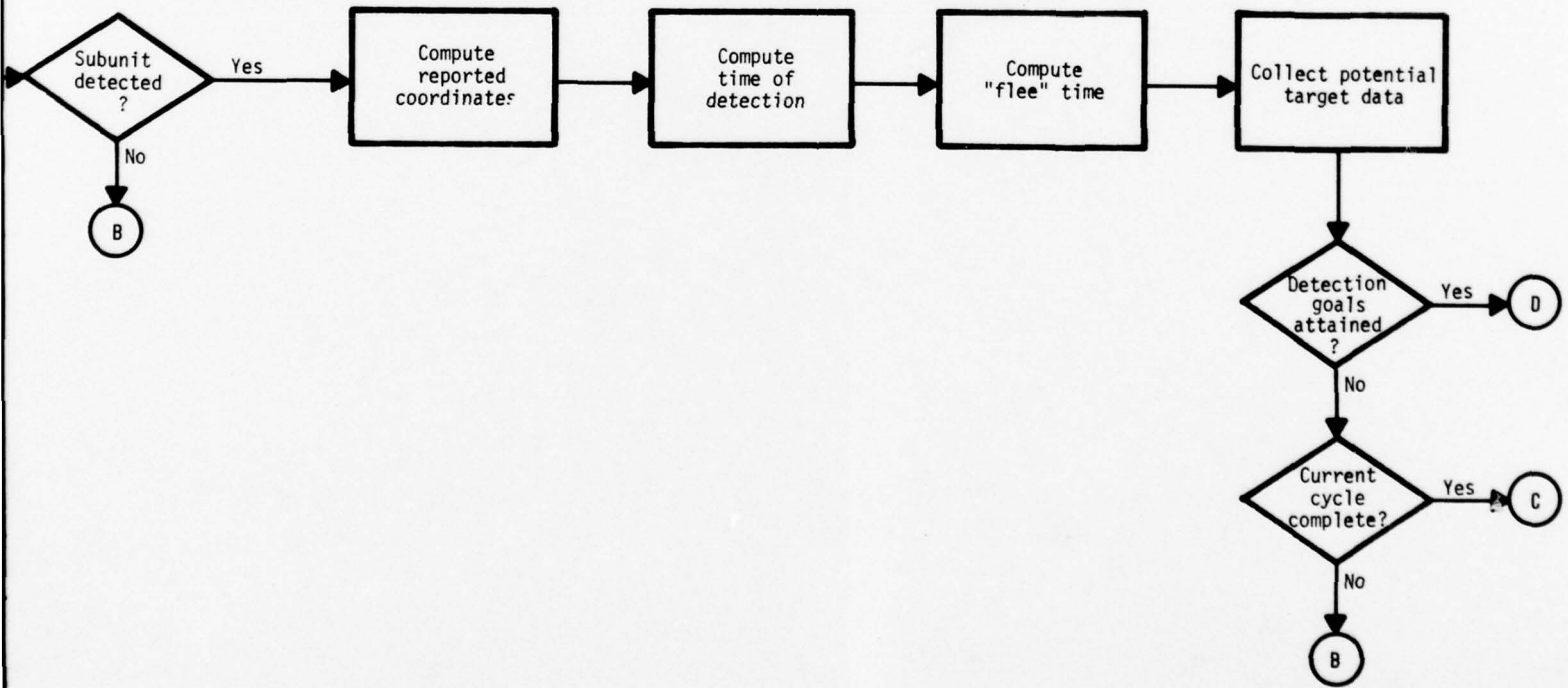 Subunit
detected
?
Yes
No
B
Compute
reported
coordinates
Compute
time of
detection
Compute
"flee" time
Collect potential
target data
Detection
goals
attained
?
Yes
D
No
Current
cycle
complete?
Yes
C
No
B